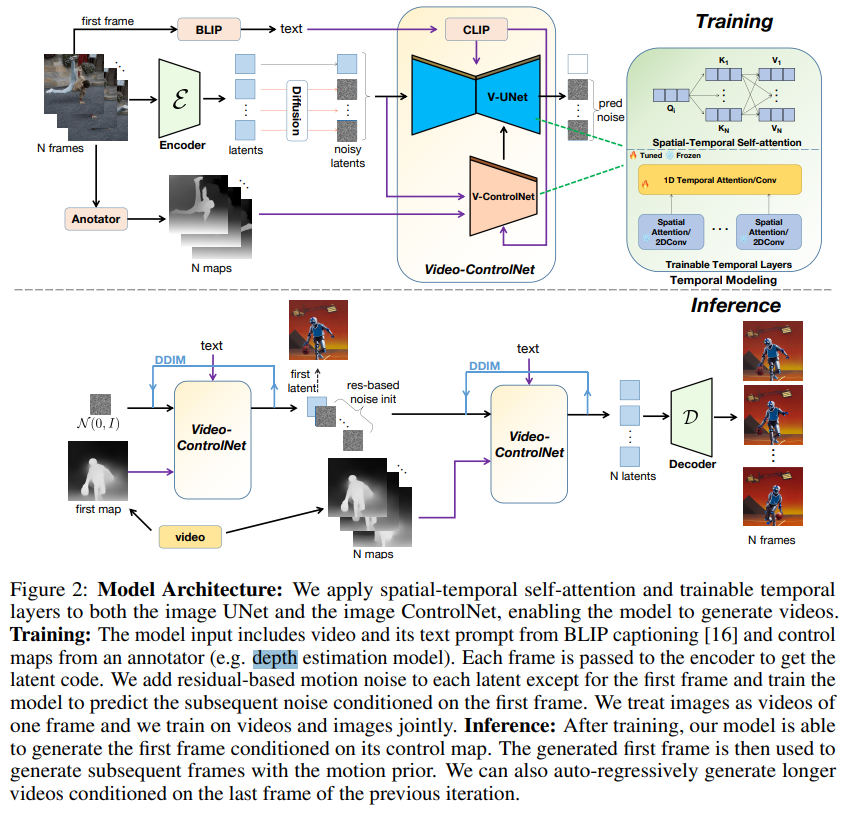 Training
first frame
BLIP
text
CLIP
N frames
ℰ
Encoder
latents
Diffusion
noisy
latents
V-UNet
pred
noise
V-ControlNet
Video-ControlNet
Anotator
N maps
K1
V1
Qi
KN
VN
Spatial-Temporal Self-attention
Tuned Frozen
1D Temporal Attention/Conv
Spatial
Attention/
2DConv
Spatial
Attention/
2DConv
Trainable Temporal Layers
Temporal Modeling
Inference
text
DDIM
𝒩(0, I)
Video-
ControlNet
first map
video
first
latent
res-based
noise init
N maps
text
DDIM
Video-
ControlNet
N latents
𝒟
Decoder
N frames
Figure 2: Model Architecture: We apply spatial-temporal self-attention and trainable temporal
layers to both the image UNet and the image ControlNet, enabling the model to generate videos.
Training: The model input includes video and its text prompt from BLIP captioning [16] and control
maps from an annotator (e.g. depth estimation model). Each frame is passed to the encoder to get the
latent code. We add residual-based motion noise to each latent except for the first frame and train the
model to predict the subsequent noise conditioned on the first frame. We treat images as videos of
one frame and we train on videos and images jointly. Inference: After training, our model is able
to generate the first frame conditioned on its control map. The generated first frame is then used to
generate subsequent frames with the motion prior. We can also auto-regressively generate longer
videos conditioned on the last frame of the previous iteration.